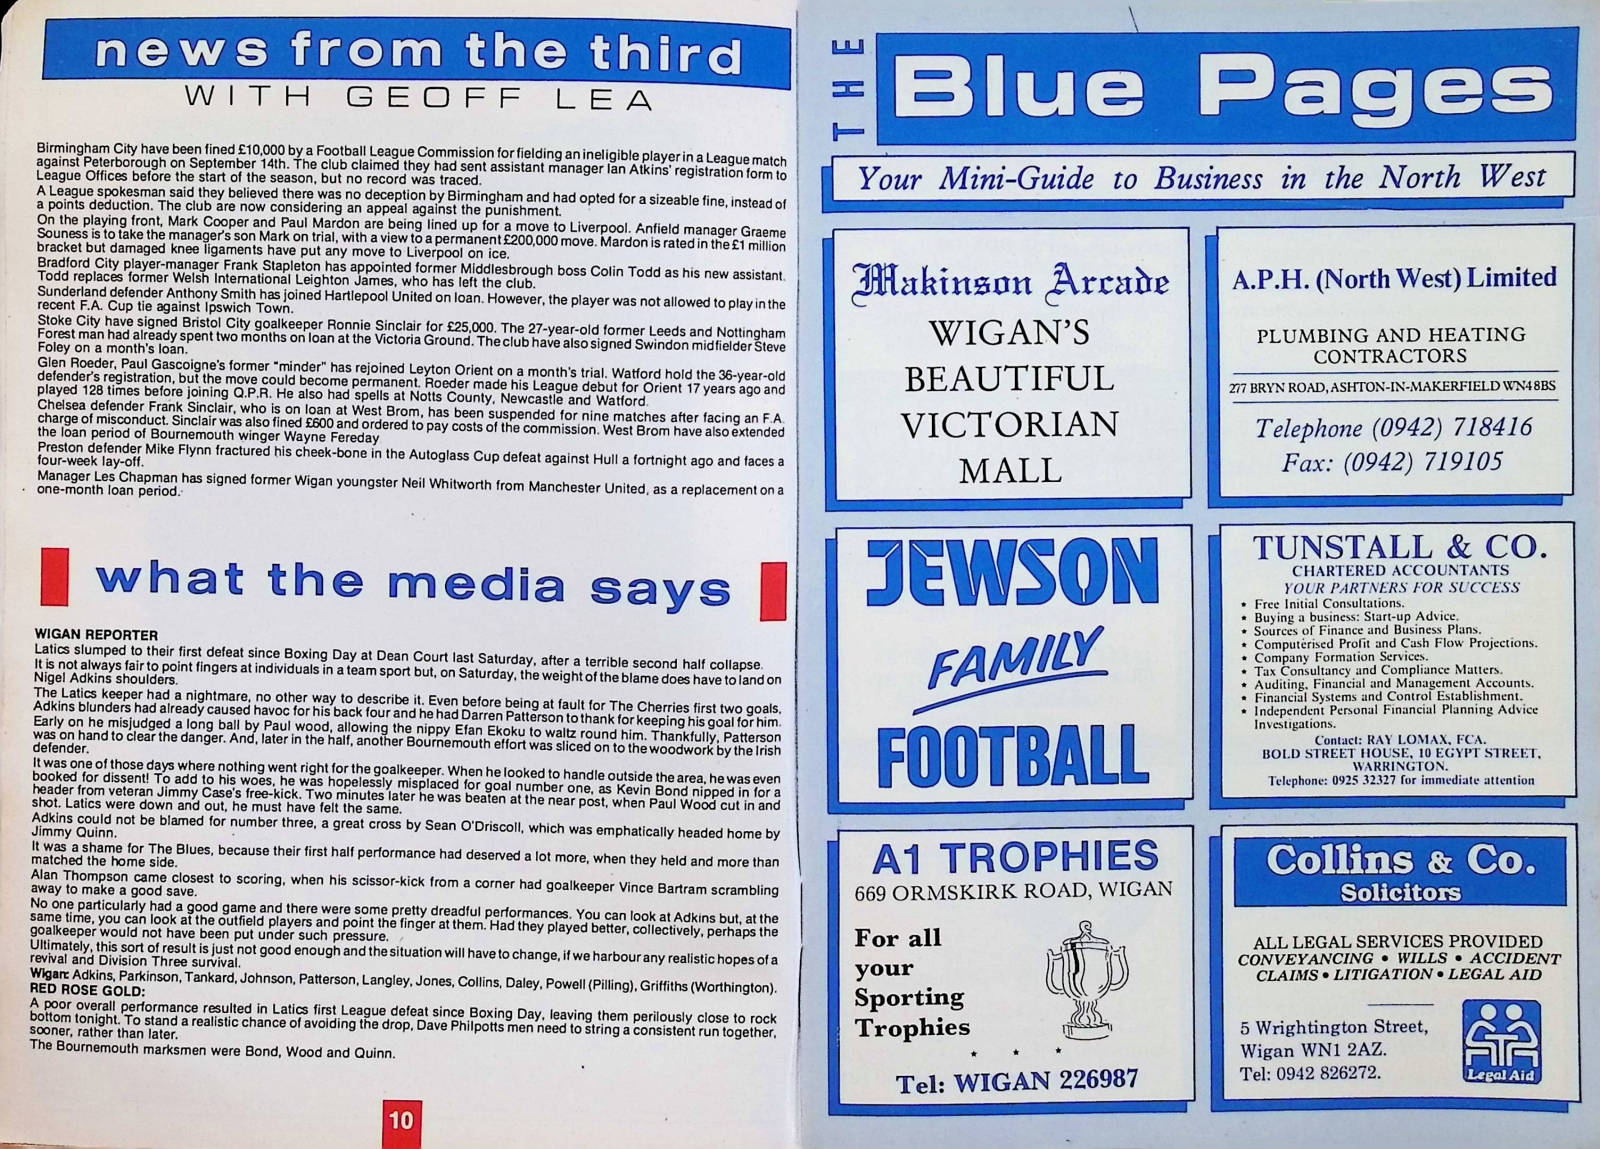 news from the third
WITH GEOFF LEA
Birmingham City have been fined £10,000 by a Football League Commission for fielding an ineligible player in a League match
against Peterborough on September 14th. The club claimed they had sent assistant manager Ian Atkins' registration form to
League Offices before the start of the season, but no record was traced.
A League spokesman said they believed there was no deception by Birmingham and had opted for a sizeable fine, instead of
a points deduction. The club are now considering an appeal against the punishment.
On the playing front, Mark Cooper and Paul Mardon are being lined up for a move to Liverpool. Anfield manager Graeme
Souness is to take the manager's son Mark on trial, with a view to a permanent £200,000 move. Mardon is rated in the £1 million
bracket but damaged knee ligaments have put any move to Liverpool on ice.
Bradford City player-manager Frank Stapleton has appointed former Middlesbrough boss Colin Todd as his new assistant.
Todd replaces former Welsh International Leighton James, who has left the club.
Sunderland defender Anthony Smith has joined Hartlepool United on loan. However, the player was not allowed to play in the
recent F.A. Cup tie against Ipswich Town.
Stoke City have signed Bristol City goalkeeper Ronnie Sinclair for £25,000. The 27-year-old former Leeds and Nottingham
Forest man had already spent two months on loan at the Victoria Ground. The club have also signed Swindon midfielder Steve
Foley on a month's loan.
Glen Roeder, Paul Gascoigne's former "minder" has rejoined Leyton Orient on a month's trial. Watford hold the 36-year-old
defender's registration, but the move could become permanent. Roeder made his League debut for Orient 17 years ago and
played 128 times before joining Q.P.R. He also had spells at Notts County, Newcastle and Watford.
Chelsea defender Frank Sinclair, who is on loan at West Brom, has been suspended for nine matches after facing an F.A.
charge of misconduct. Sinclair was also fined £600 and ordered to pay costs of the commission. West Brom have also extended
the loan period of Bournemouth winger Wayne Fereday
Preston defender Mike Flynn fractured his cheek-bone in the Autoglass Cup defeat against Hull a fortnight ago and faces a
four-week lay-off.
Manager Les Chapman has signed former Wigan youngster Neil Whitworth from Manchester United, as a replacement on a
one-month loan period.
what the media says
WIGAN REPORTER
Latics slumped to their first defeat since Boxing Day at Dean Court last Saturday, after a terrible second half collapse.
It is not always fair to point fingers at individuals in a team sport but, on Saturday, the weight of the blame does have to land on
Nigel Adkins shoulders.
The Latics keeper had a nightmare, no other way to describe it. Even before being at fault for The Cherries first two goals,
Adkins blunders had already caused havoc for his back four and he had Darren Patterson to thank for keeping his goal for him.
Early on he misjudged a long ball by Paul wood, allowing the nippy Efan Ekoku to waltz round him. Thankfully, Patterson
was on hand to clear the danger. And, later in the half, another Bournemouth effort was sliced on to the woodwork by the Irish
defender.
It was one of those days where nothing went right for the goalkeeper. When he looked to handle outside the area, he was even
booked for dissent! To add to his woes, he was hopelessly misplaced for goal number one, as Kevin Bond nipped in for a
header from veteran Jimmy Case's free-kick. Two minutes later he was beaten at the near post, when Paul Wood cut in and
shot. Latics were down and out, he must have felt the same.
Adkins could not be blamed for number three, a great cross by Sean O'Driscoll, which was emphatically headed home by
Jimmy Quinn.
It was a shame for The Blues, because their first half performance had deserved a lot more, when they held and more than
matched the home side.
Alan Thompson came closest to scoring, when his scissor-kick from a corner had goalkeeper Vince Bartram scrambling
away to make a good save.
No one particularly had a good game and there were some pretty dreadful performances. You can look at Adkins but, at the
same time, you can look at the outfield players and point the finger at them. Had they played better, collectively, perhaps the
goalkeeper would not have been put under such pressure.
Ultimately, this sort of result is just not good enough and the situation will have to change, if we harbour any realistic hopes of a
revival and Division Three survival.
Wigan: Adkins, Parkinson, Tankard, Johnson, Patterson, Langley, Jones, Collins, Daley, Powell (Pilling), Griffiths (Worthington).
RED ROSE GOLD:
A poor overall performance resulted in Latics first League defeat since Boxing Day, leaving them perilously close to rock
bottom tonight. To stand a realistic chance of avoiding the drop, Dave Philpotts men need to string a consistent run together,
sooner, rather than later.
The Bournemouth marksmen were Bond, Wood and Quinn.
10
THE
Blue Pages
Your Mini-Guide to Business in the North West
Makinson Arcade
WIGAN'S
BEAUTIFUL
VICTORIAN
MALL
A.P.H. (North West) Limited
PLUMBING AND HEATING
CONTRACTORS
277 BRYN ROAD, ASHTON-IN-MAKERFIELD WN4 8BS
Telephone (0942) 718416
Fax: (0942) 719105
JEWSON
FAMILY
FOOTBALL
TUNSTALL & CO.
CHARTERED ACCOUNTANTS
YOUR PARTNERS FOR SUCCESS
* Free Initial Consultations.
* Buying a business: Start-up Advice.
* Sources of Finance and Business Plans.
* Computerised Profit and Cash Flow Projections.
* Company Formation Services.
* Tax Consultancy and Compliance Matters.
* Auditing, Financial and Management Accounts.
* Financial Systems and Control Establishment.
* Independent Personal Financial Planning Advice
Investigations.
Contact: RAY LOMAX, FCA.
BOLD STREET HOUSE, 10 EGYPT STREET,
WARRINGTON.
Telephone: 0925 32327 for immediate attention
A1 TROPHIES
669 ORMSKIRK ROAD, WIGAN
For all
your
Sporting
Trophies
* * *
Tel: WIGAN 226987
Collins & Co.
Solicitors
ALL LEGAL SERVICES PROVIDED
CONVEYANCING • WILLS • ACCIDENT
CLAIMS • LITIGATION • LEGAL AID
5 Wrightington Street,
Wigan WN1 2AZ.
Tel: 0942 826272.
Legal Aid